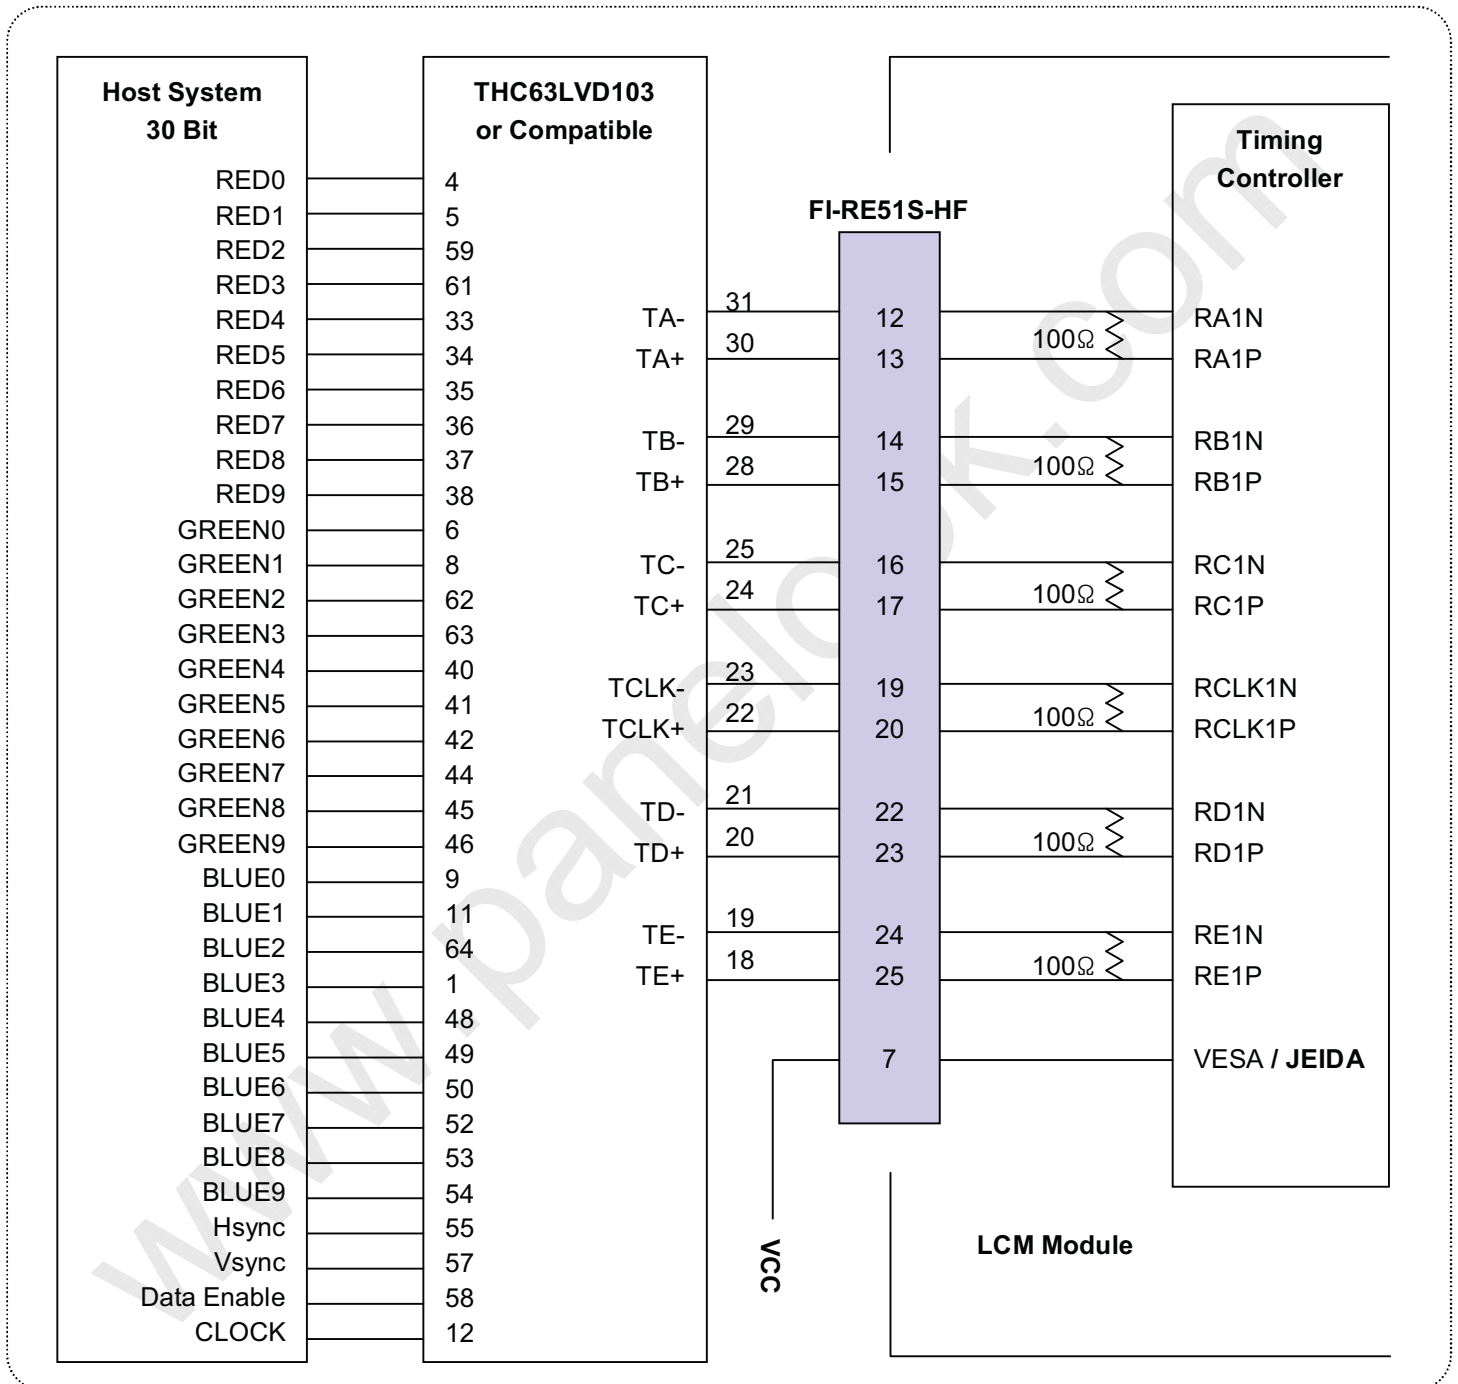 Host System
30 Bit
RED0
RED1
RED2
RED3
RED4
RED5
RED6
RED7
RED8
RED9
GREEN0
GREEN1
GREEN2
GREEN3
GREEN4
GREEN5
GREEN6
GREEN7
GREEN8
GREEN9
BLUE0
BLUE1
BLUE2
BLUE3
BLUE4
BLUE5
BLUE6
BLUE7
BLUE8
BLUE9
Hsync
Vsync
Data Enable
CLOCK
THC63LVD103
or Compatible
4
5
59
61
33
34
35
36
37
38
6
8
62
63
40
41
42
44
45
46
9
11
64
1
48
49
50
52
53
54
55
57
58
12
TA-
TA+
TB-
TB+
TC-
TC+
TCLK-
TCLK+
TD-
TD+
TE-
TE+
31
30
29
28
25
24
23
22
21
20
19
18
VCC
FI-RE51S-HF
12
13
14
15
16
17
19
20
22
23
24
25
7
100Ω
100Ω
100Ω
100Ω
100Ω
100Ω
Timing
Controller
RA1N
RA1P
RB1N
RB1P
RC1N
RC1P
RCLK1N
RCLK1P
RD1N
RD1P
RE1N
RE1P
VESA / JEIDA
LCM Module
www.panelook.com